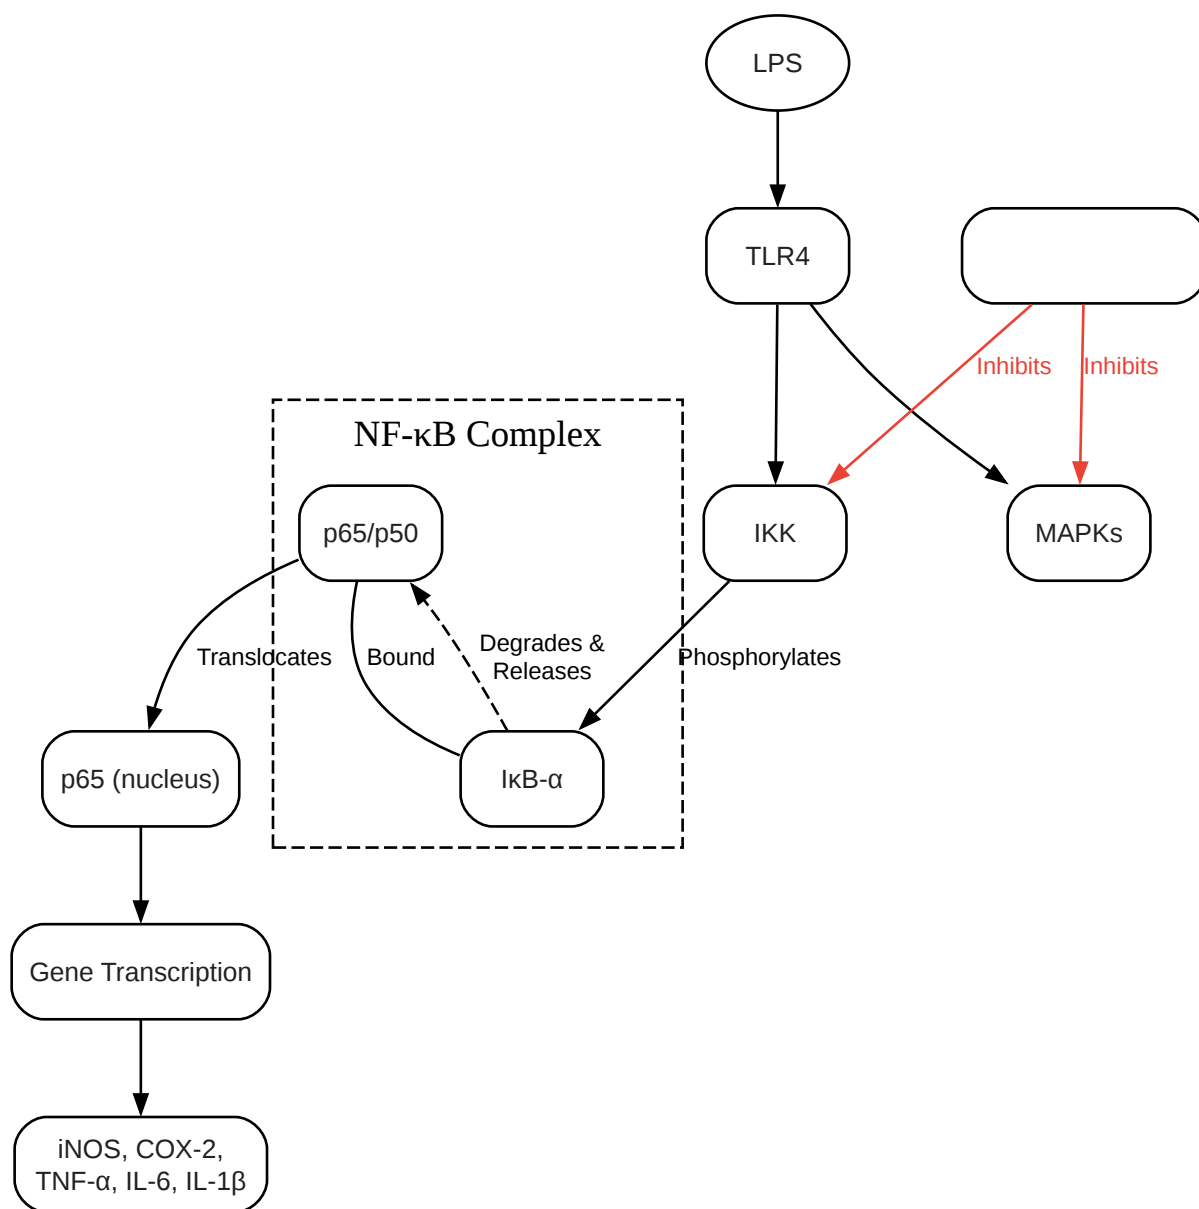 LPS
TLR4
Inhibits
Inhibits
NF-κB Complex
p65/p50
IKK
MAPKs
Translocates
Bound
Degrades &
Releases
Phosphorylates
p65 (nucleus)
IκB-α
Gene Transcription
iNOS, COX-2,
TNF-α, IL-6, IL-1β